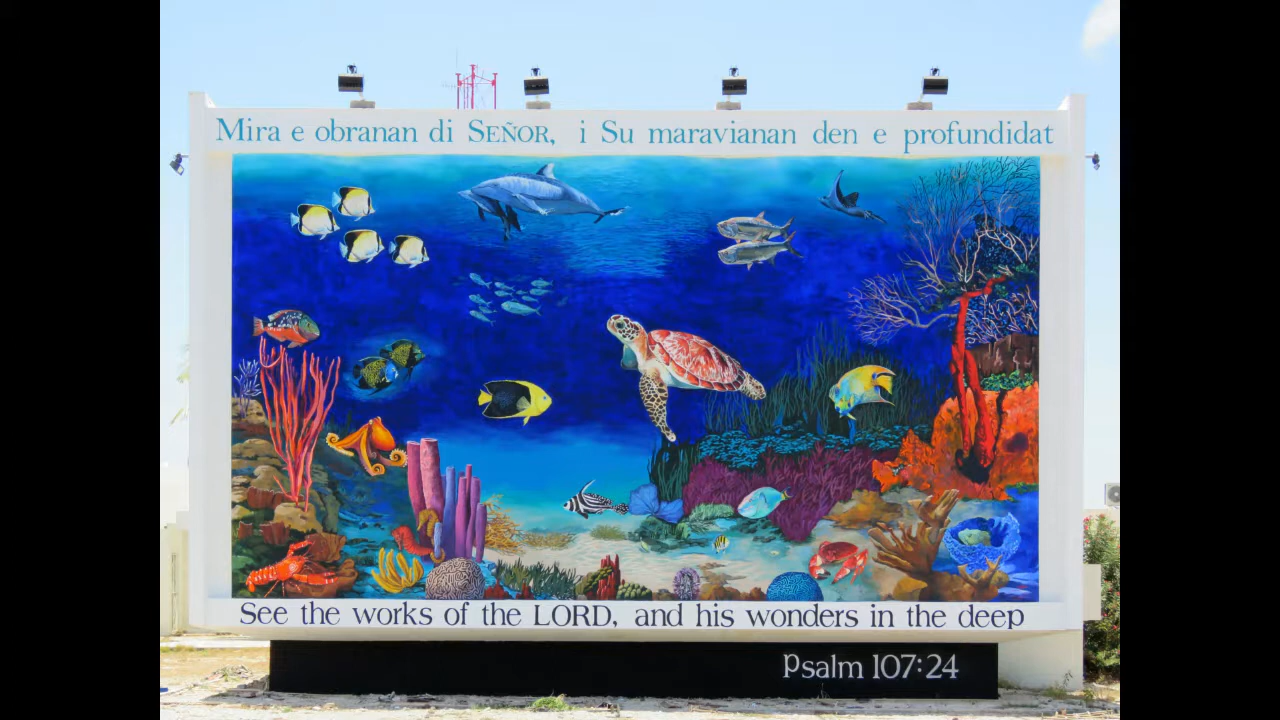 Mira e obranan di SEÑOR, i Su maravianan den e profundidat
See the works of the LORD, and his wonders in the deep
Psalm 107:24